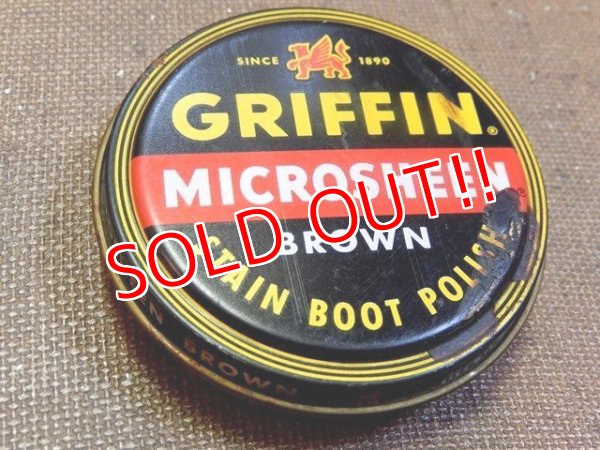 SINCE 1890
GRIFFIN®
MICROSHEEN
BROWN
STAIN BOOT POLISH
SOLD OUT!!
BROWN